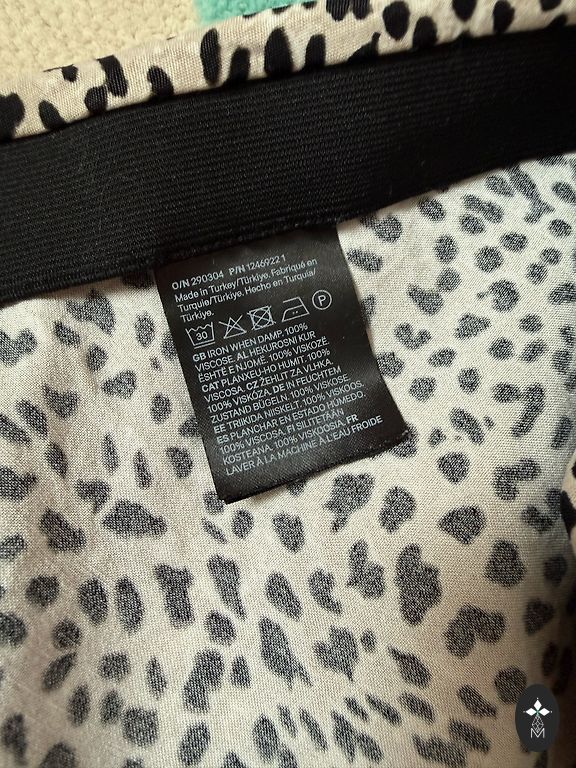 O/N 290304 P/N 12469221
Made in Turkey/Türkiye. Fabriqué en
Turquie/Türkiye. Hecho en Turquía/
Türkiye.
30 P
GB IRON WHEN DAMP. 100%
VISCOSE. AL HEKUROSNI KUR
ËSHTË E NJOMË. 100% VISKOZË.
CAT PLANXEU-HO HUMIT. 100%
VISCOSA. CZ ŽEHLIT ZA VLHKA.
100% VISKÓZA. DE IN FEUCHTEM
ZUSTAND BÜGELN. 100% VISKOSE
EE TRIIKIDA NIISKELT. 100% VISKOOS.
ES PLANCHAR EN ESTADO HÚMEDO.
100% VISCOSA. FI SILITETÄÄN
KOSTEANA. 100% VISKOOSIA. FR
LAVER À LA MACHINE À L'EAU FROIDE
M